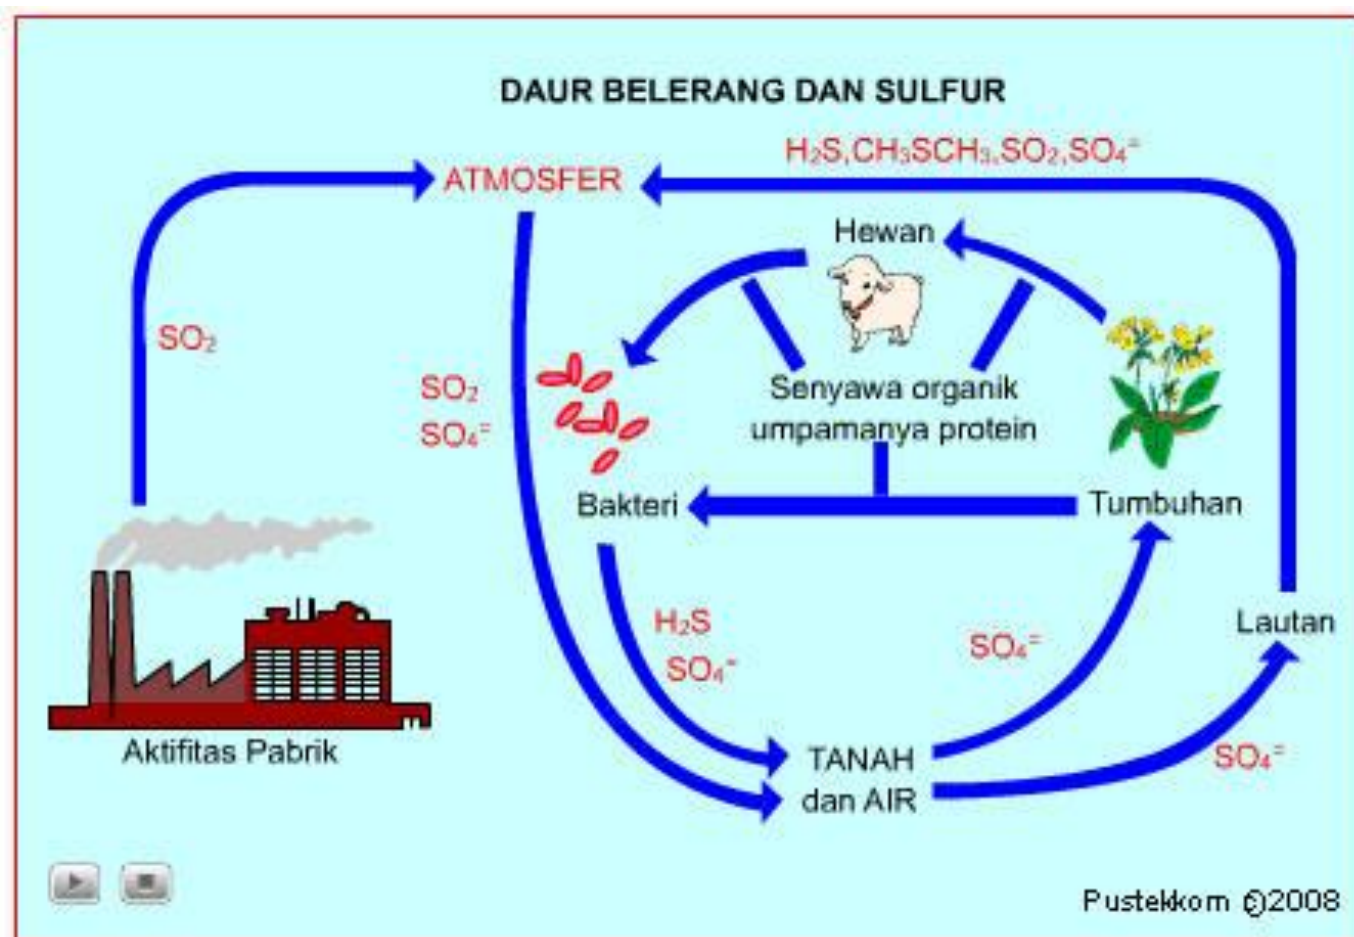 DAUR BELERANG DAN SULFUR
H₂S,CH₃SCH₃,SO₂,SO₄⁼
ATMOSFER
Hewan
SO₂
SO₂
SO₄⁼
Senyawa organik
umpamanya protein
Bakteri
Tumbuhan
H₂S
SO₄⁼
SO₄⁼
Lautan
Aktifitas Pabrik
TANAH
dan AIR
SO₄⁼
Pustekkom ©2008